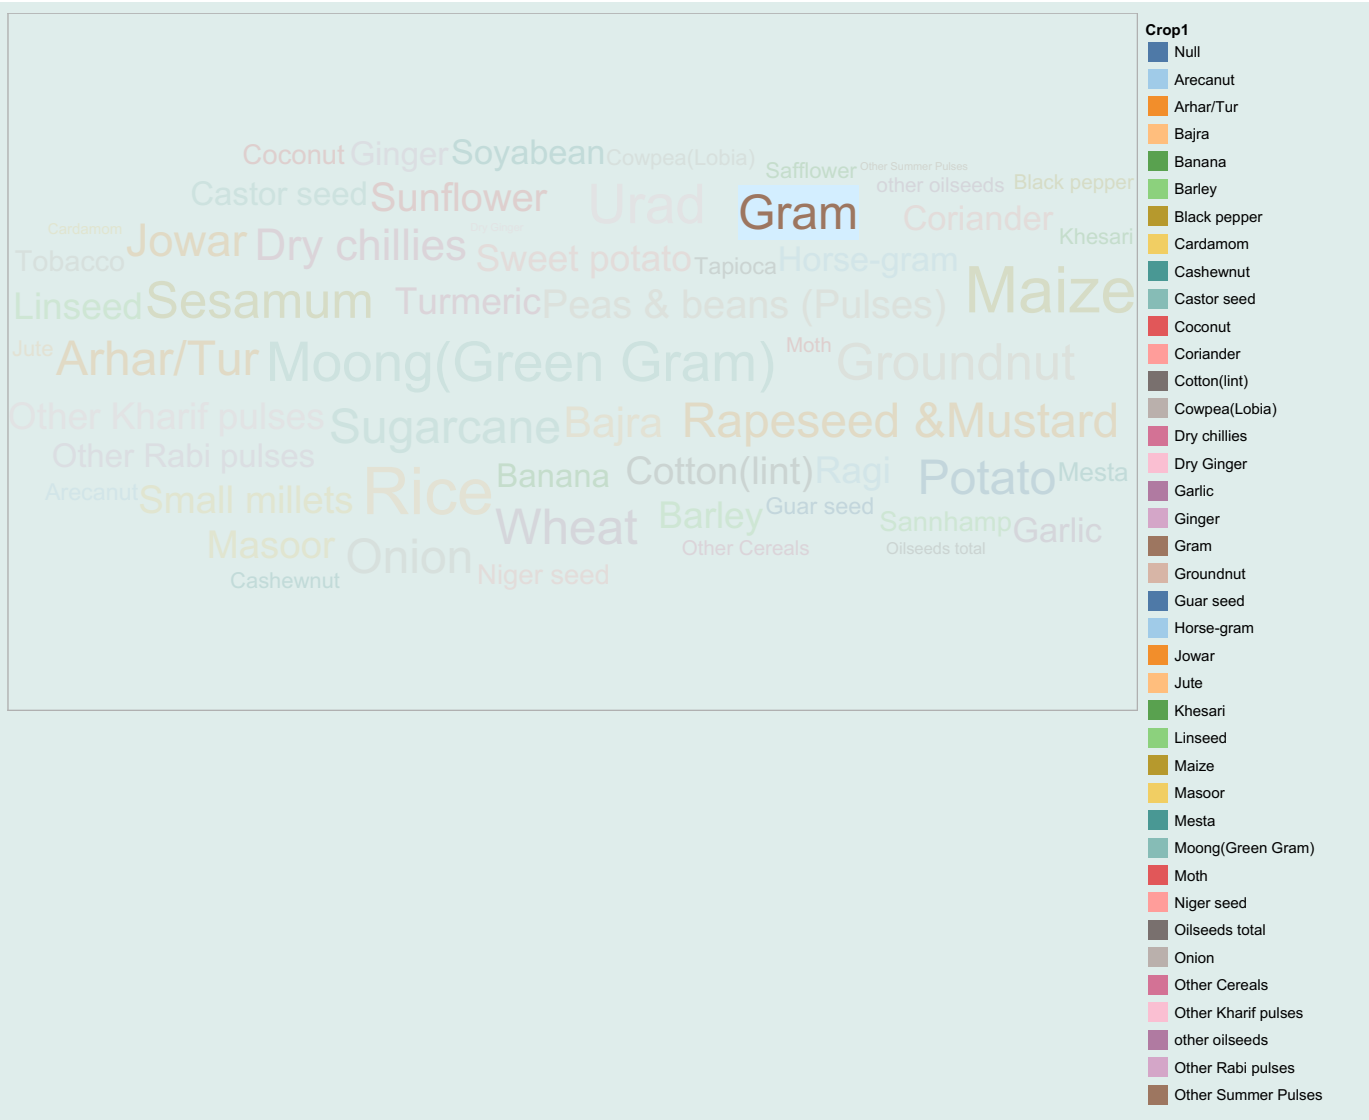 Coconut Ginger Soyabean Cowpea(Lobia) Safflower Other Summer Pulses
Castor seed Sunflower Urad Gram other oilseeds Black pepper
Coriander
Cardamom Jowar Dry chillies Dry Ginger Khesari
Tobacco Sweet potato Tapioca Horse-gram
Linseed Sesamum Turmeric Peas & beans (Pulses) Maize
Jute Arhar/Tur Moong(Green Gram) Moth Groundnut
Other Kharif pulses Sugarcane Bajra Rapeseed &Mustard
Other Rabi pulses
Rice Banana Cotton(lint) Ragi Potato Mesta
Arecanut Small millets Wheat Barley Guar seed Sannhamp Garlic
Masoor Onion Other Cereals Oilseeds total
Cashewnut Niger seed
Crop1
Null
Arecanut
Arhar/Tur
Bajra
Banana
Barley
Black pepper
Cardamom
Cashewnut
Castor seed
Coconut
Coriander
Cotton(lint)
Cowpea(Lobia)
Dry chillies
Dry Ginger
Garlic
Ginger
Gram
Groundnut
Guar seed
Horse-gram
Jowar
Jute
Khesari
Linseed
Maize
Masoor
Mesta
Moong(Green Gram)
Moth
Niger seed
Oilseeds total
Onion
Other Cereals
Other Kharif pulses
other oilseeds
Other Rabi pulses
Other Summer Pulses